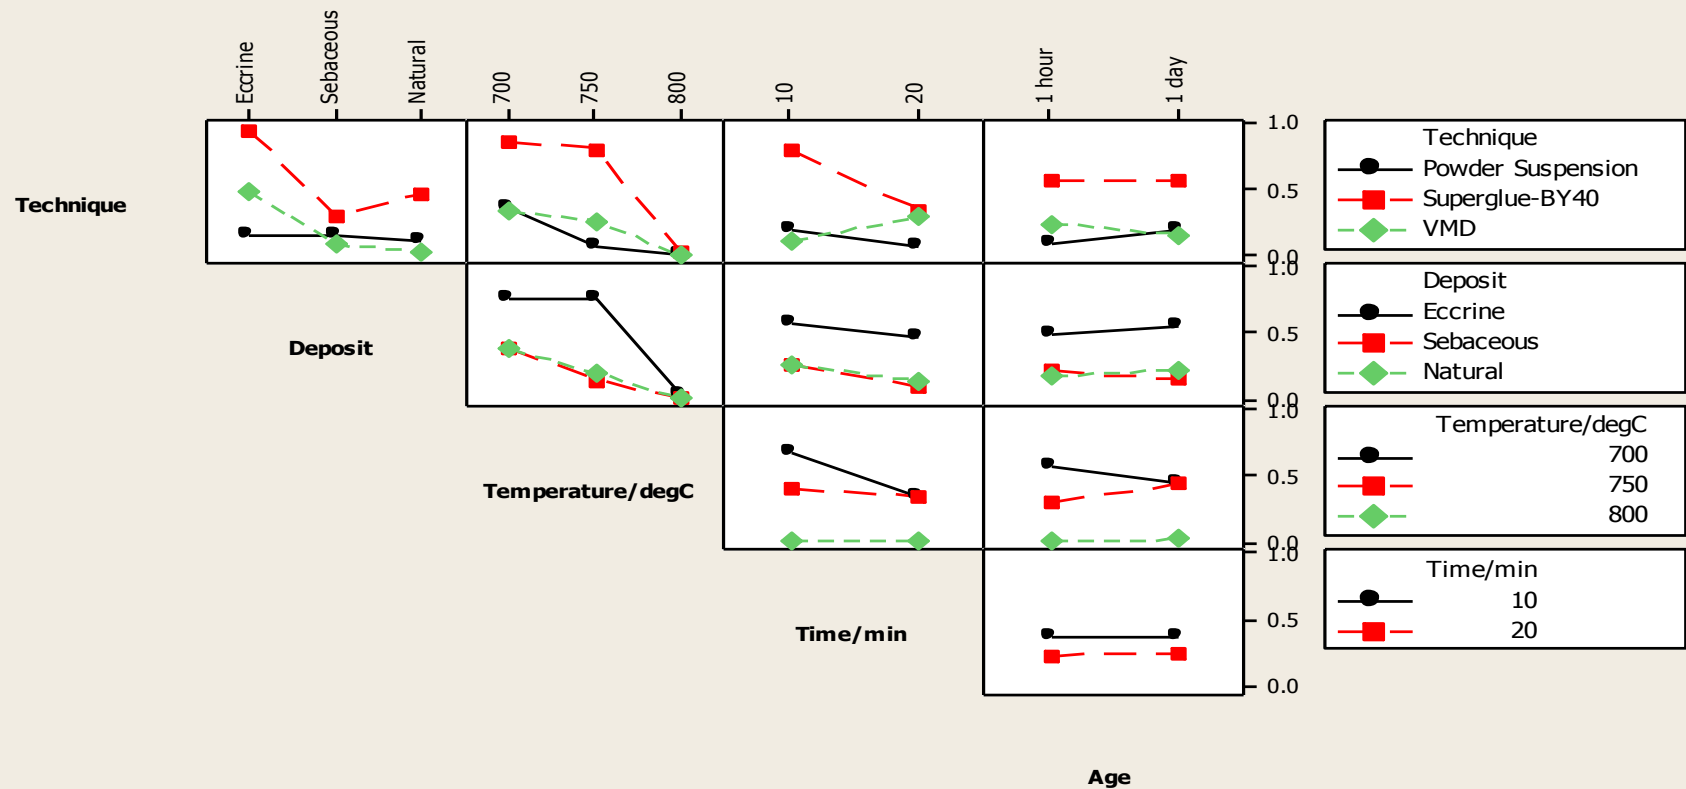 Eccrine
Sebaceous
Natural
700
750
800
10
20
1 hour
1 day
Technique
1.0
0.5
0.0
Technique
Powder Suspension
Superglue-BY40
VMD
Deposit
1.0
0.5
0.0
Deposit
Eccrine
Sebaceous
Natural
Temperature/degC
1.0
0.5
0.0
Temperature/degC
700
750
800
Time/min
1.0
0.5
0.0
Time/min
10
20
Age